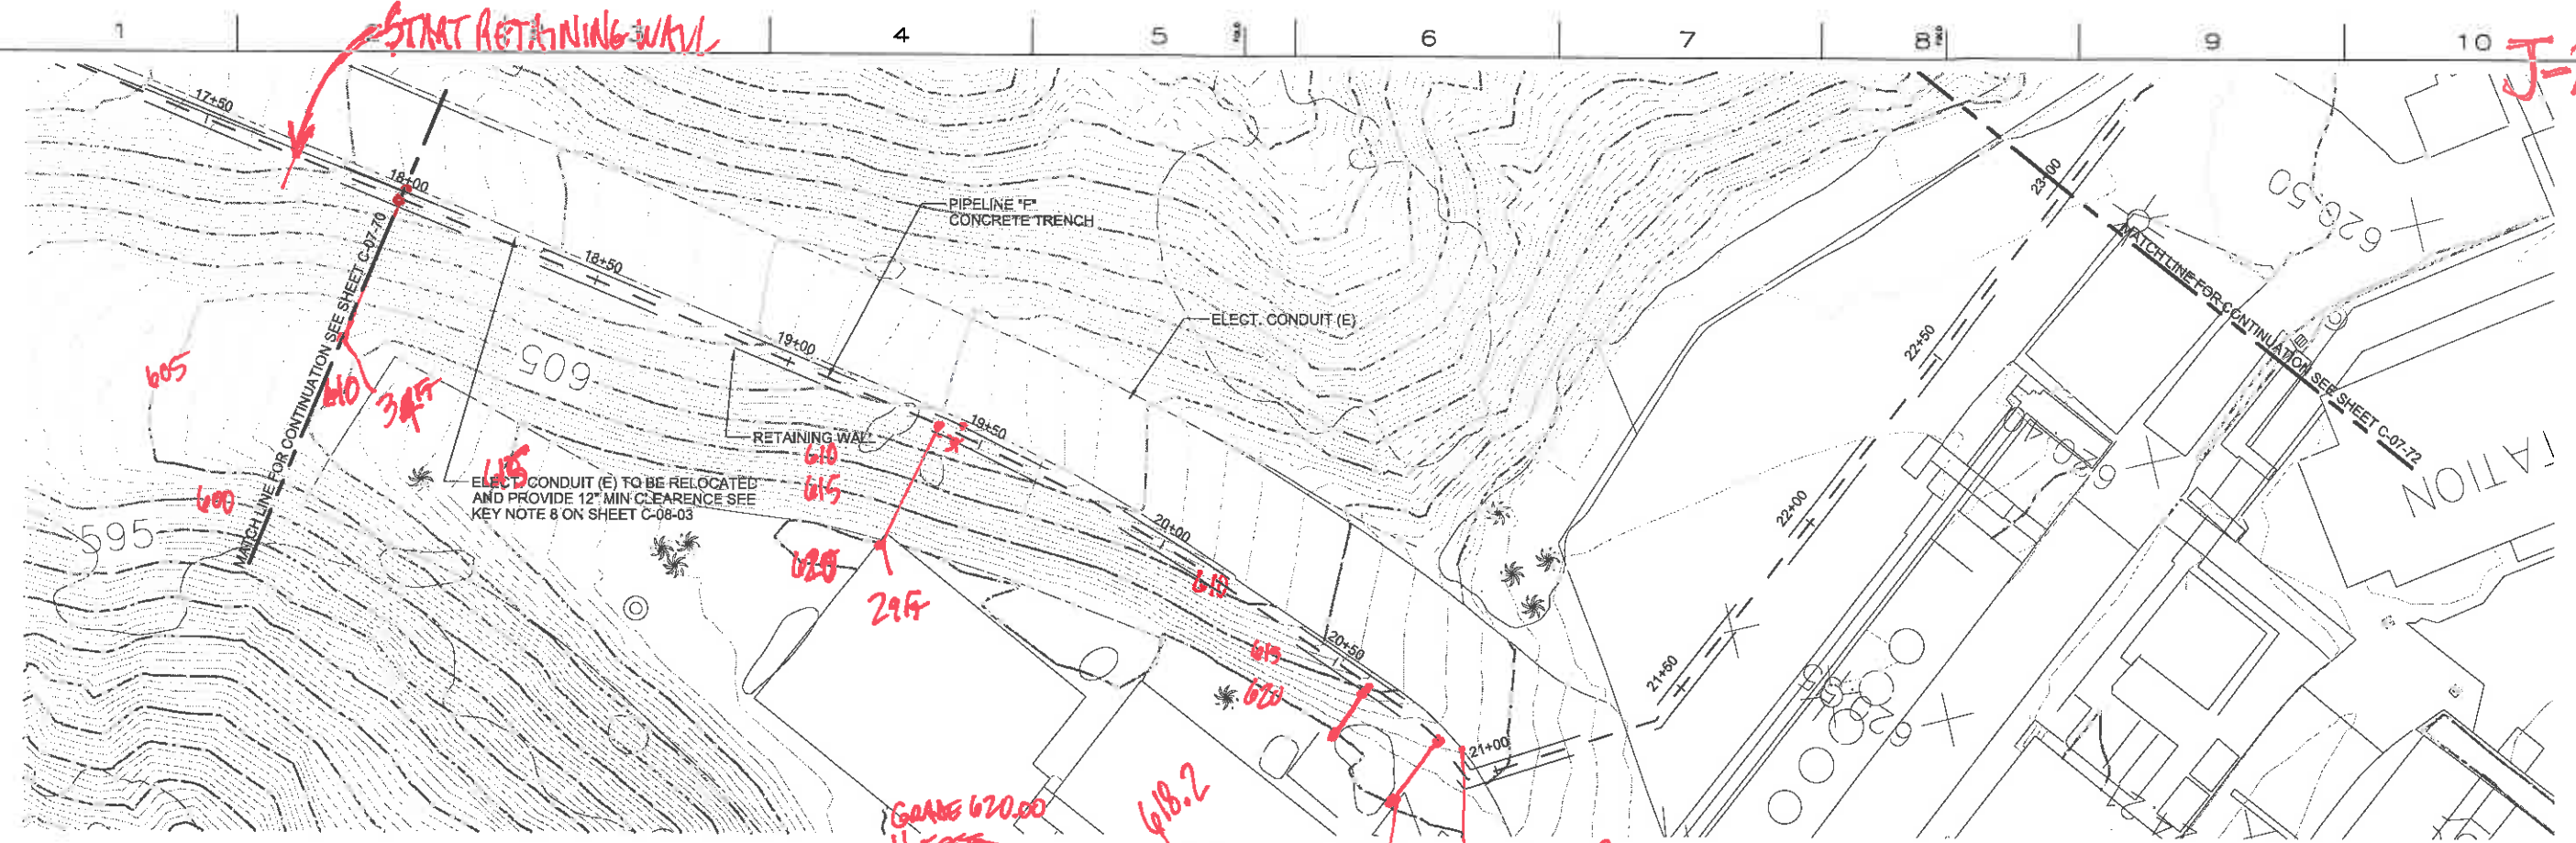 1
START RETAINING WALL
4
5
6
7
8
9
10
17+50
18+00
18+50
19+00
19+50
20+00
20+50
21+00
21+50
22+00
22+50
23+00
PIPELINE "F"
CONCRETE TRENCH
ELECT. CONDUIT (E)
MATCH LINE FOR CONTINUATION SEE SHEET C-07-70
MATCH LINE FOR CONTINUATION SEE SHEET C-07-72
626.50
605
605
610
RETAINING WALL
610
615
615
ELECT. CONDUIT (E) TO BE RELOCATED
AND PROVIDE 12" MIN CLEARENCE SEE
KEY NOTE 8 ON SHEET C-08-03
600
595
620
29FT
610
615
620
620.40
TATION
GRADE 620.00
618.2